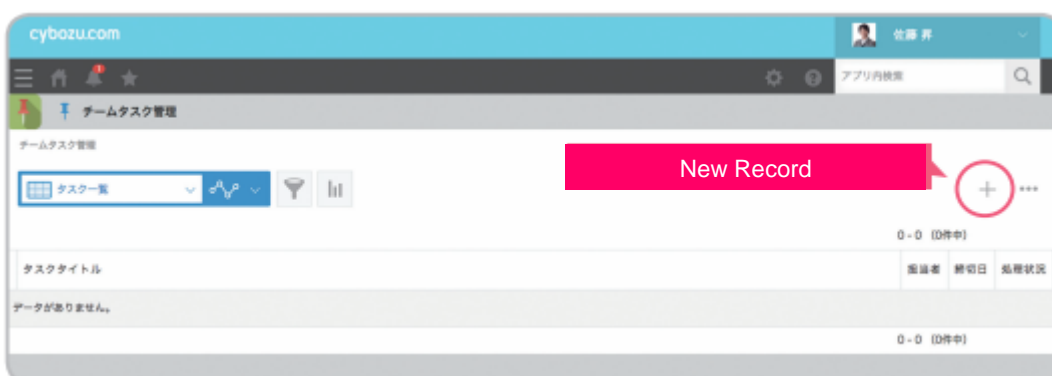 cybozu.com
佐藤 昇
1
アプリ内検索
チームタスク管理
チームタスク管理
タスク一覧
New Record
0 - 0 (0件中)
タスクタイトル
担当者 締切日 処理状況
データがありません。
0 - 0 (0件中)